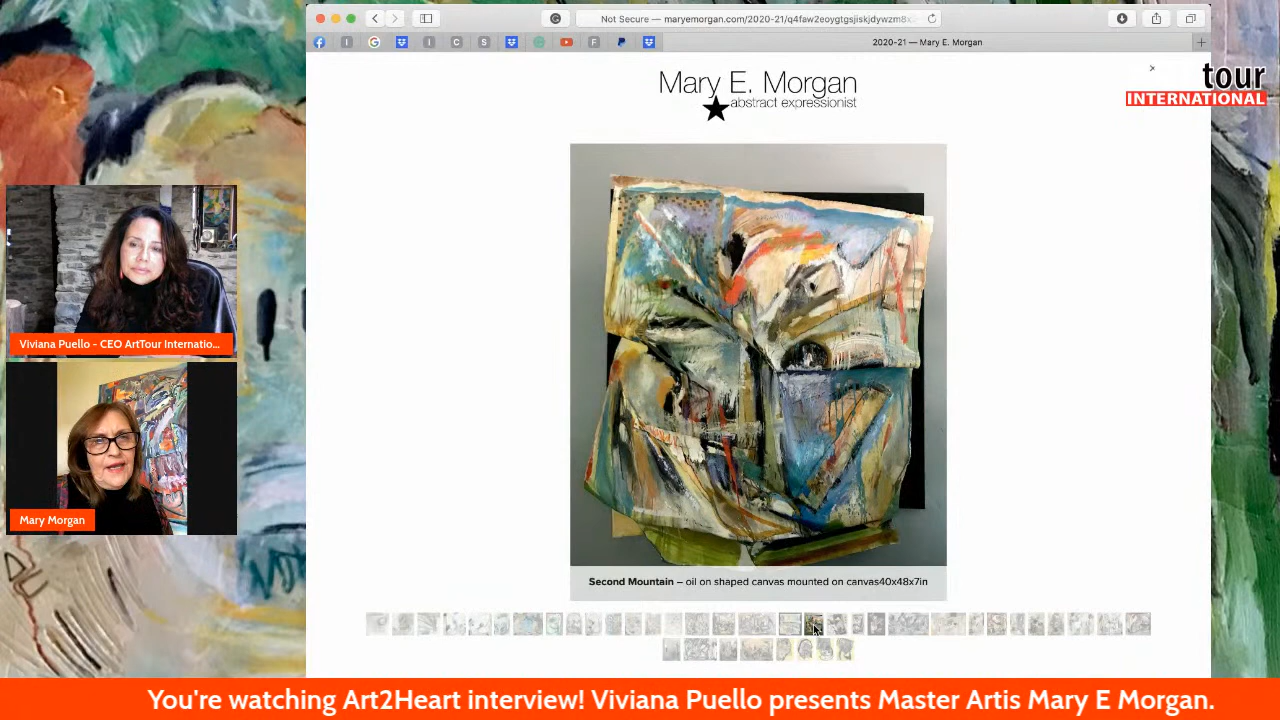 Not Secure — maryemorgan.com/2020-21/q4faw2eoygtgsjiskjdywzm8x
2020-21 — Mary E. Morgan
Mary E. Morgan
abstract expressionist
tour
INTERNATIONAL
Viviana Puello - CEO ArtTour Internatio...
Mary Morgan
Second Mountain – oil on shaped canvas mounted on canvas40x48x7in
You're watching Art2Heart interview! Viviana Puello presents Master Artis Mary E Morgan.